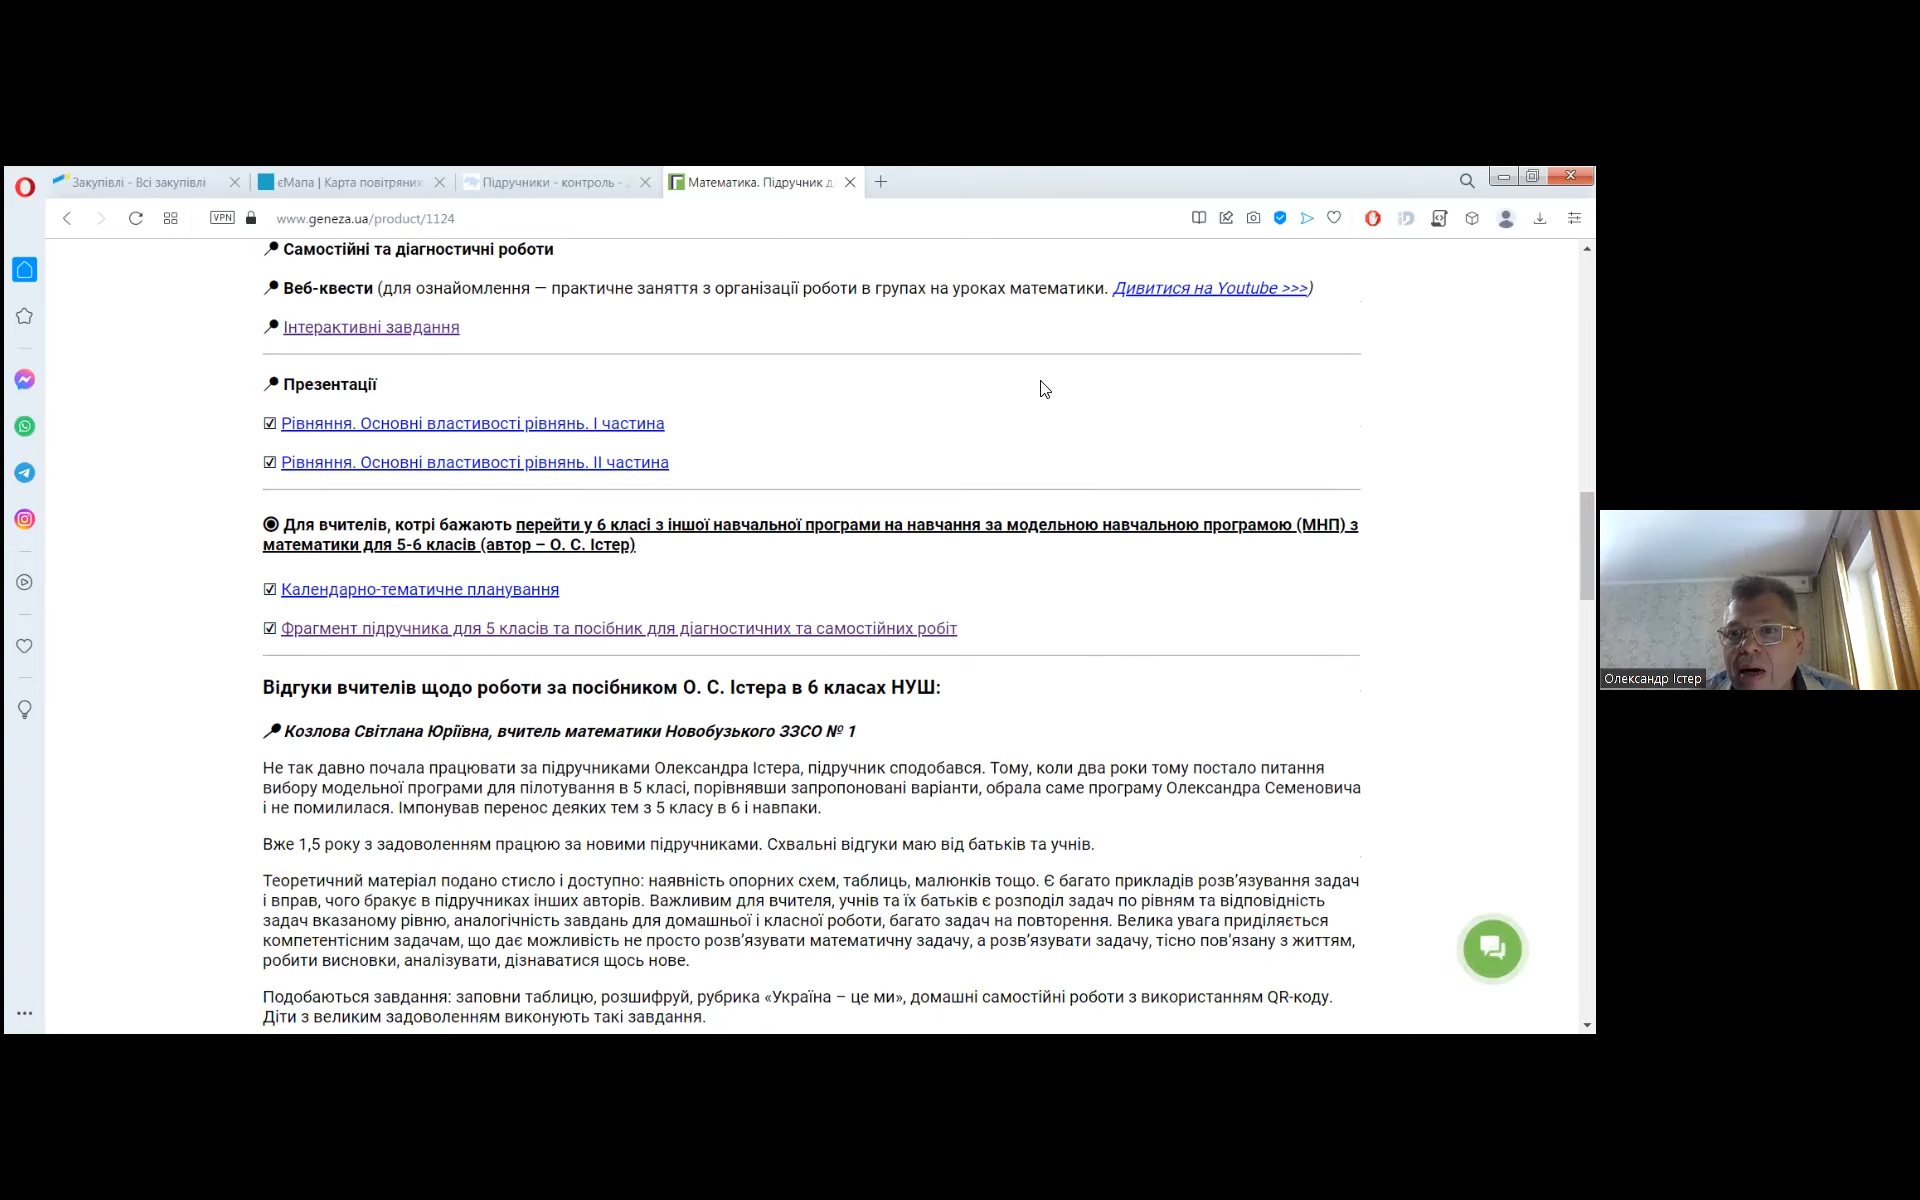 Закупівлі - Всі закупівлі
єМапа | Карта повітряних
Підручники - контроль -
Математика. Підручник д
VPN
www.geneza.ua/product/1124
Самостійні та діагностичні роботи
Веб-квести (для ознайомлення — практичне заняття з організації роботи в групах на уроках математики. Дивитися на Youtube >>>)
Інтерактивні завдання
Презентації
Рівняння. Основні властивості рівнянь. І частина
Рівняння. Основні властивості рівнянь. ІІ частина
Для вчителів, котрі бажають перейти у 6 класі з іншої навчальної програми на навчання за модельною навчальною програмою (МНП) з
математики для 5-6 класів (автор – О. С. Істер)
Календарно-тематичне планування
Фрагмент підручника для 5 класів та посібник для діагностичних та самостійних робіт
Відгуки вчителів щодо роботи за посібником О. С. Істера в 6 класах НУШ:
Козлова Світлана Юріївна, вчитель математики Новобузького ЗЗСО № 1
Не так давно почала працювати за підручниками Олександра Істера, підручник сподобався. Тому, коли два роки тому постало питання
вибору модельної програми для пілотування в 5 класі, порівнявши запропоновані варіанти, обрала саме програму Олександра Семеновича
і не помилилася. Імпонував перенос деяких тем з 5 класу в 6 і навпаки.
Вже 1,5 року з задоволенням працюю за новими підручниками. Схвальні відгуки маю від батьків та учнів.
Теоретичний матеріал подано стисло і доступно: наявність опорних схем, таблиць, малюнків тощо. Є багато прикладів розв’язування задач
і вправ, чого бракує в підручниках інших авторів. Важливим для вчителя, учнів та їх батьків є розподіл задач по рівням та відповідність
задач вказаному рівню, аналогічність завдань для домашньої і класної роботи, багато задач на повторення. Велика увага приділяється
компетентісним задачам, що дає можливість не просто розв’язувати математичну задачу, а розв’язувати задачу, тісно пов’язану з життям,
робити висновки, аналізувати, дізнаватися щось нове.
Подобаються завдання: заповни таблицю, розшифруй, рубрика «Україна – це ми», домашні самостійні роботи з використанням QR-коду.
Діти з великим задоволенням виконують такі завдання.
Олександр Істер